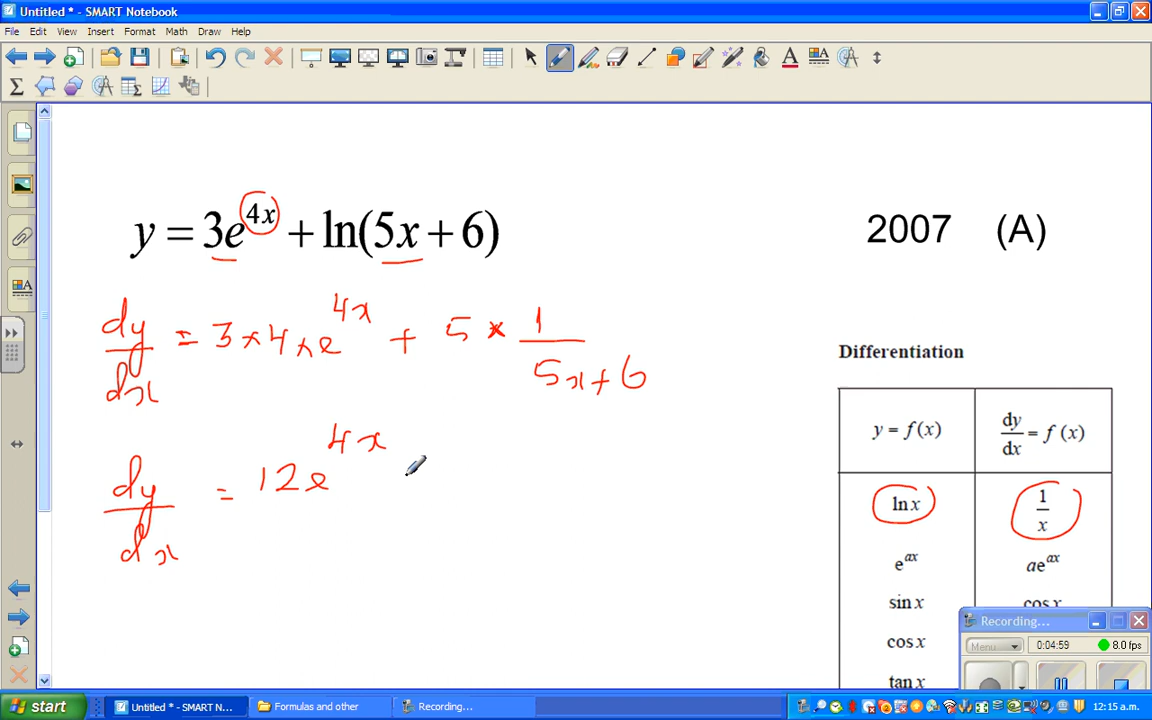 Untitled * - SMART Notebook
File Edit View Insert Format Math Draw Help
y = 3e^{4x} + ln(5x + 6)
2007 (A)
dy/dx = 3 × 4 × e^{4x} + 5 × 1/(5x + 6)
dy/dx = 12e^{4x}
Differentiation
y = f(x) dy/dx = f (x)
ln x 1/x
e^{ax} ae^{ax}
sin x cos x
cos x
tan x
Recording...
Menu 0:04:59 8.0 fps
start Untitled * - SMART N... Formulas and other Recording... 12:15 a.m.